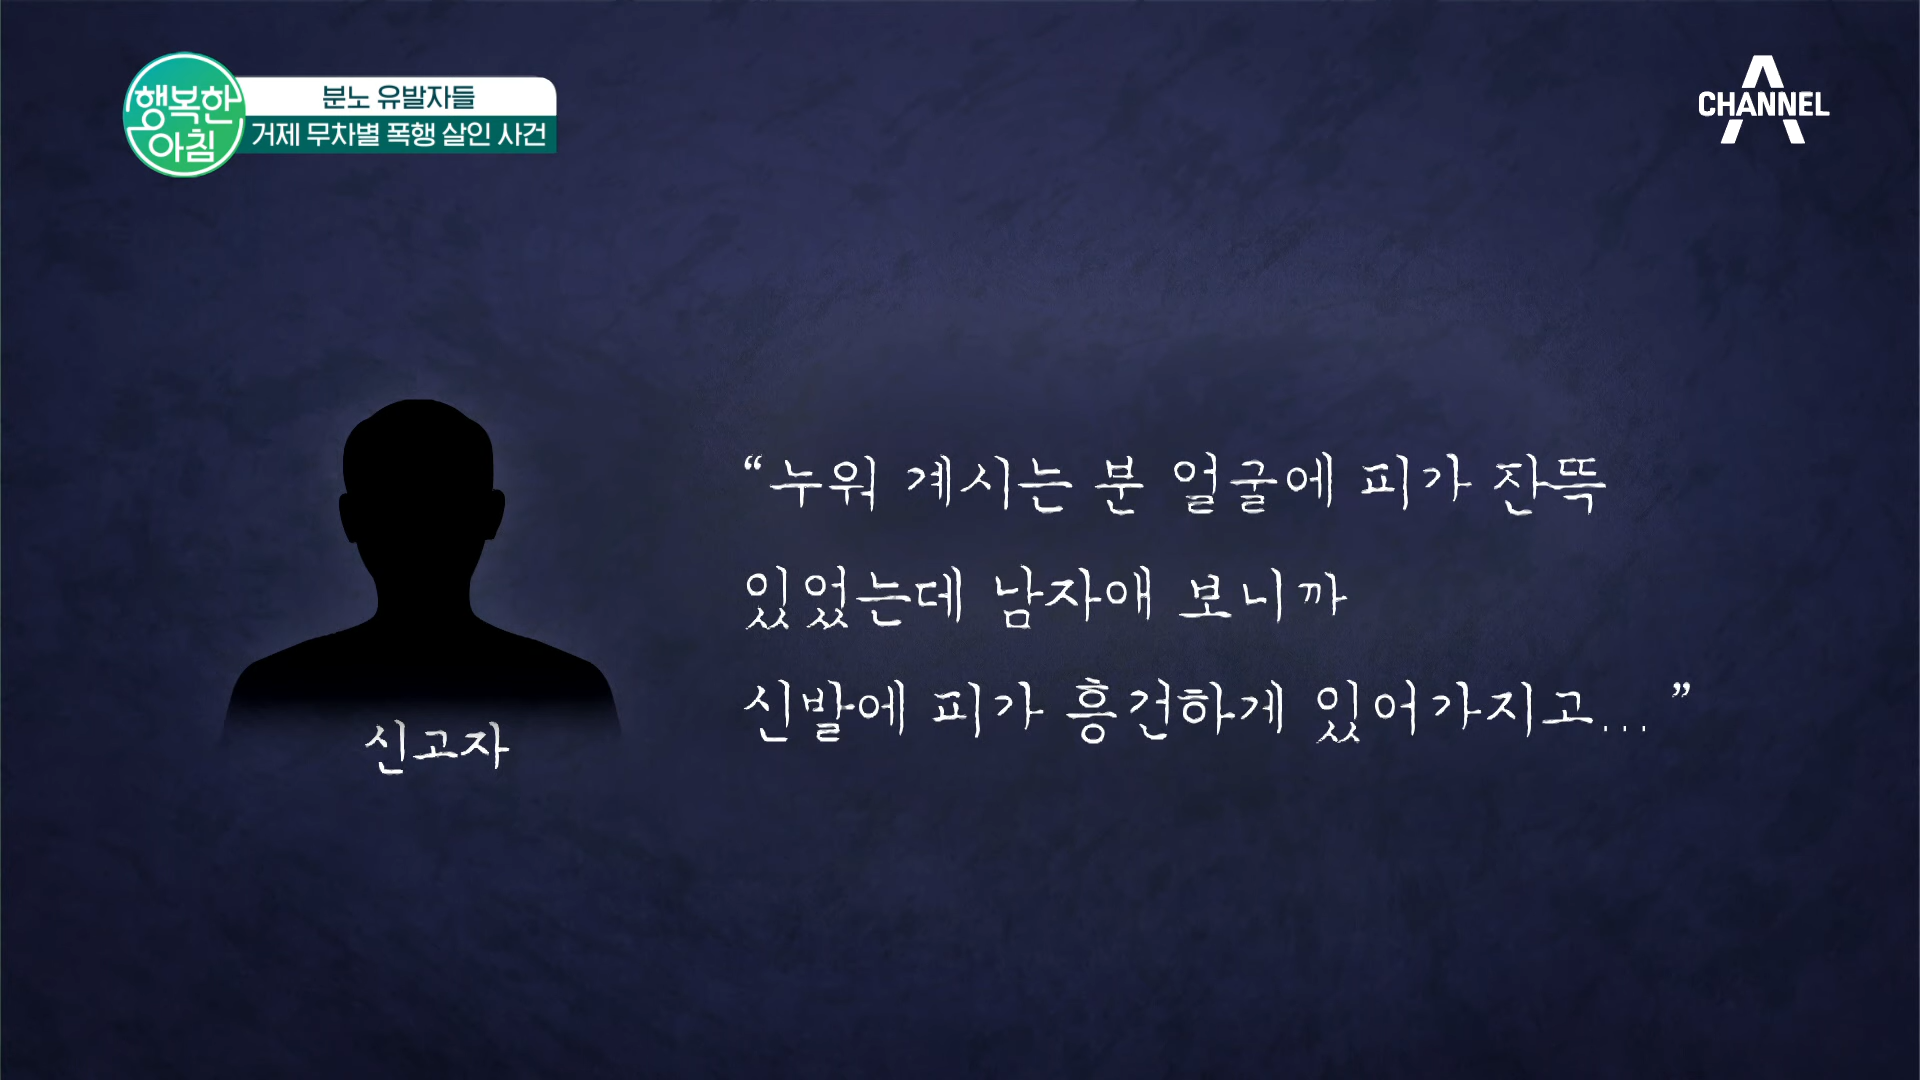 행복한
아침
분노 유발자들
거제 무차별 폭행 살인 사건
CHANNEL A
신고자
“누워 계시는 분 얼굴에 피가 잔뜩
있었는데 남자애 보니까
신발에 피가 흥건하게 있어가지고...”